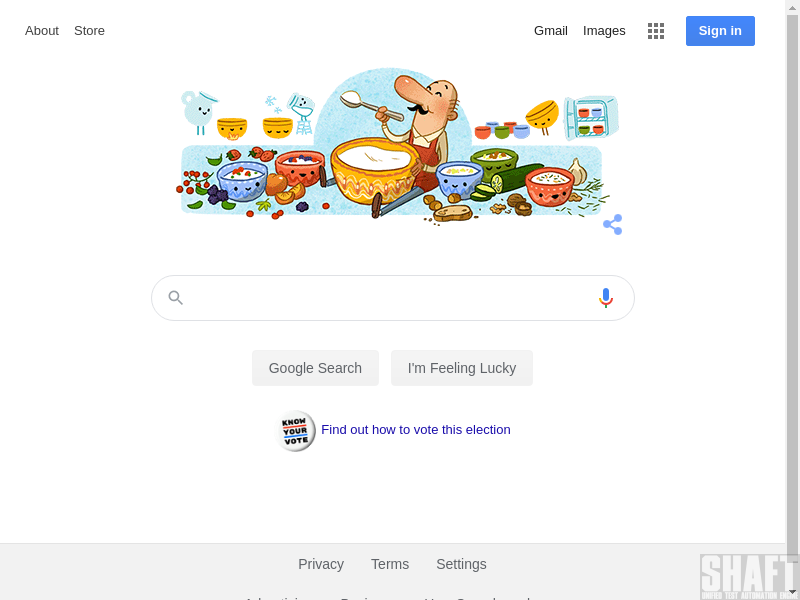 About Store Gmail Images Sign in
Google Search I'm Feeling Lucky
KNOW
YOUR
VOTE
Find out how to vote this election
Privacy Terms Settings
SHAFT